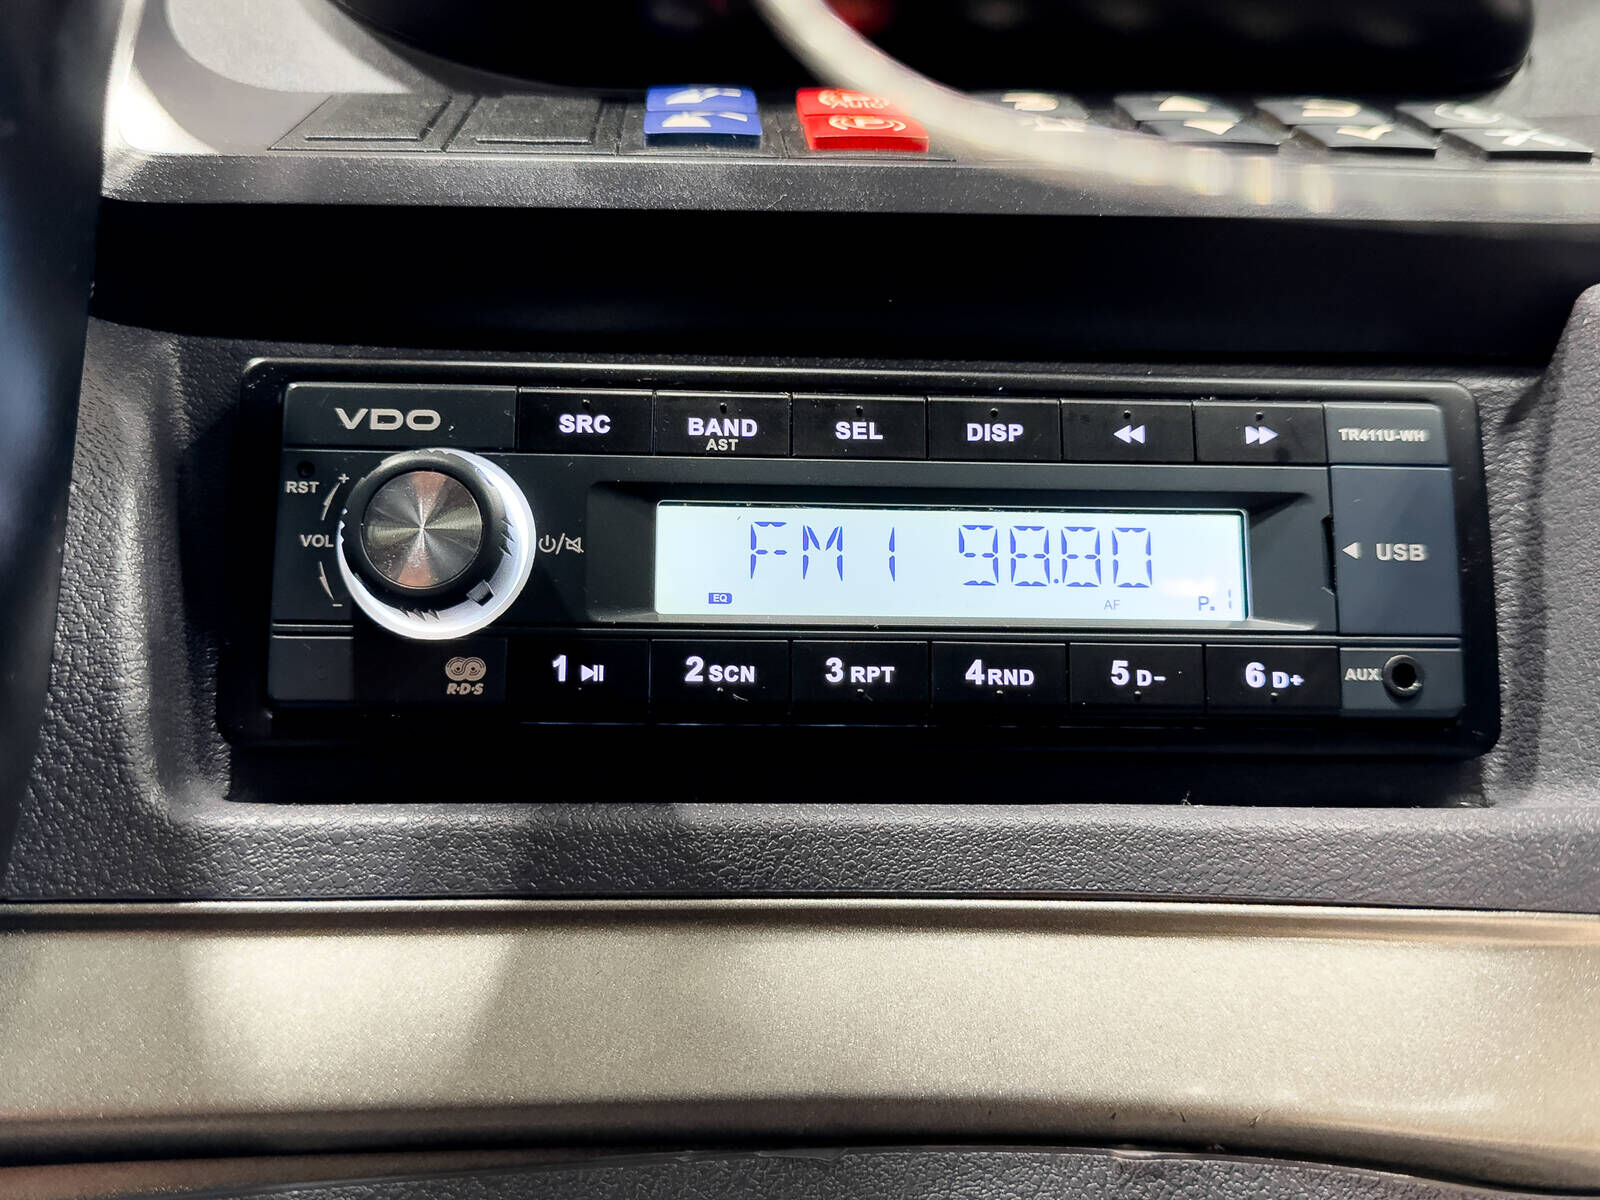 AUTO
P
VDO
SRC
BAND
AST
SEL
DISP
TR411U-WH
RST
+
VOL
-
FM1 98.80
EQ
AF
P. 1
USB
R·D·S
1
2 SCN
3 RPT
4 RND
5 D-
6 D+
AUX